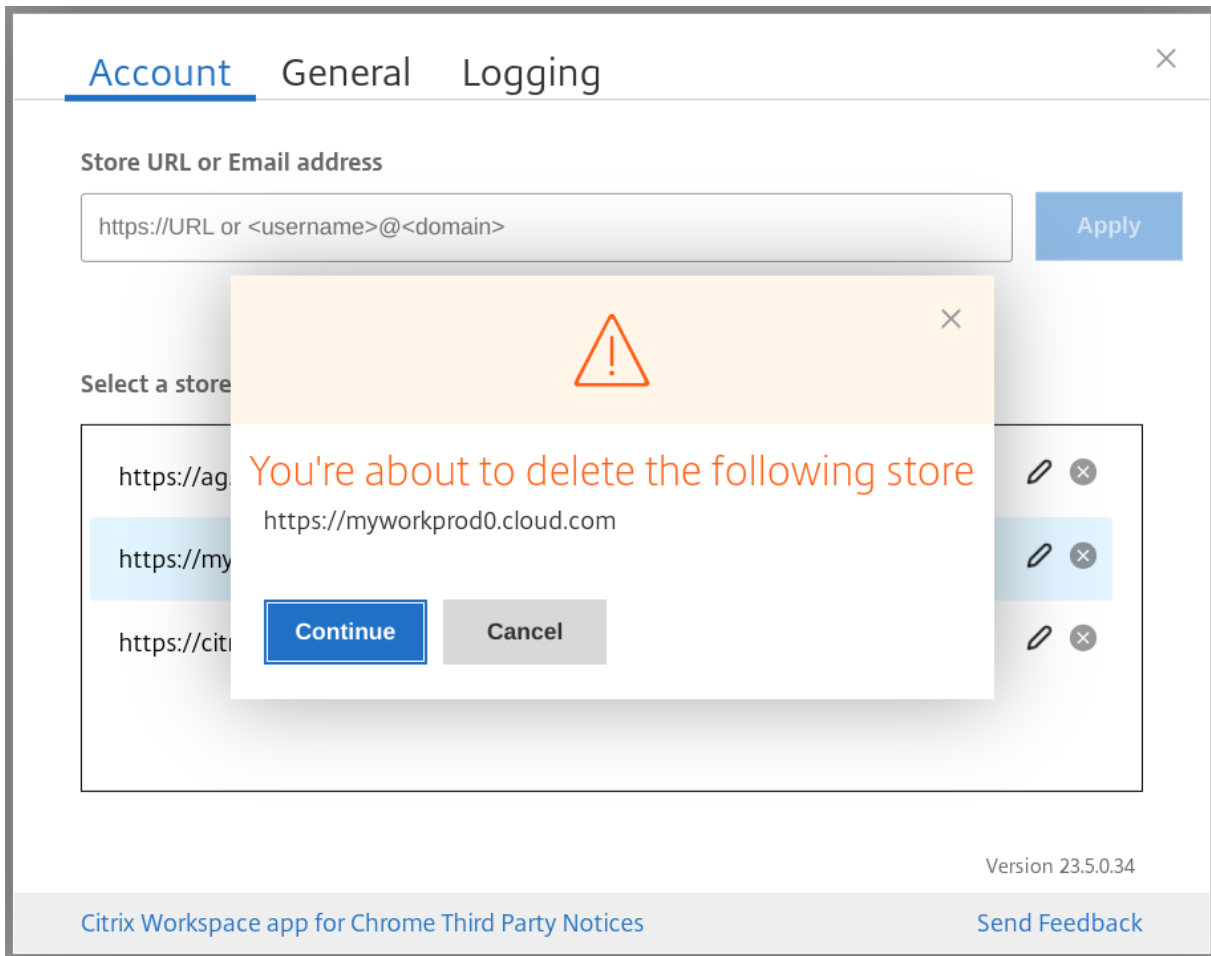 Account General Logging
Store URL or Email address
https://URL or <username>@<domain>
Apply
Select a store
You're about to delete the following store
https://myworkprod0.cloud.com
Continue Cancel
https://ag.
https://my
https://cit
Version 23.5.0.34
Citrix Workspace app for Chrome Third Party Notices
Send Feedback